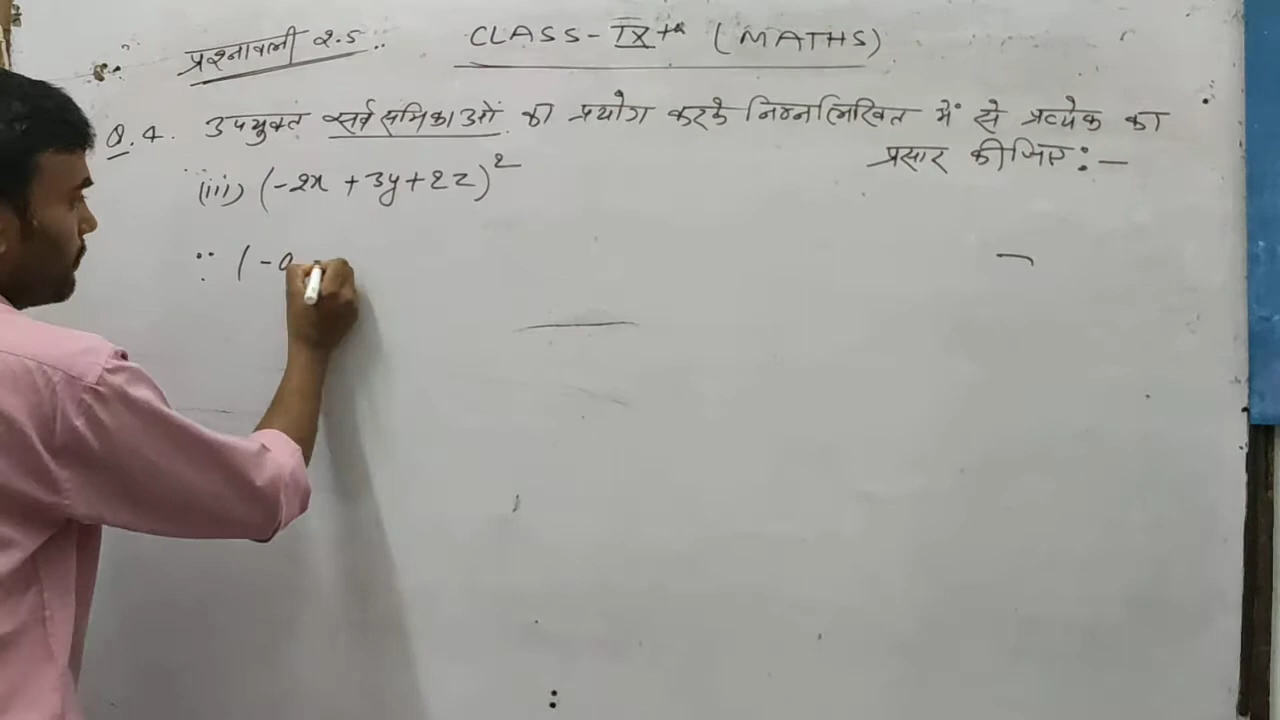 प्रश्नावली 2.5 : CLASS - IXth (MATHS)
Q.4. उपयुक्त सर्वसमिकाओं का प्रयोग करके निम्नलिखित में से प्रत्येक का
प्रसार कीजिए :-
(iii) (-2x + 3y + 2z)²
∵ (-a